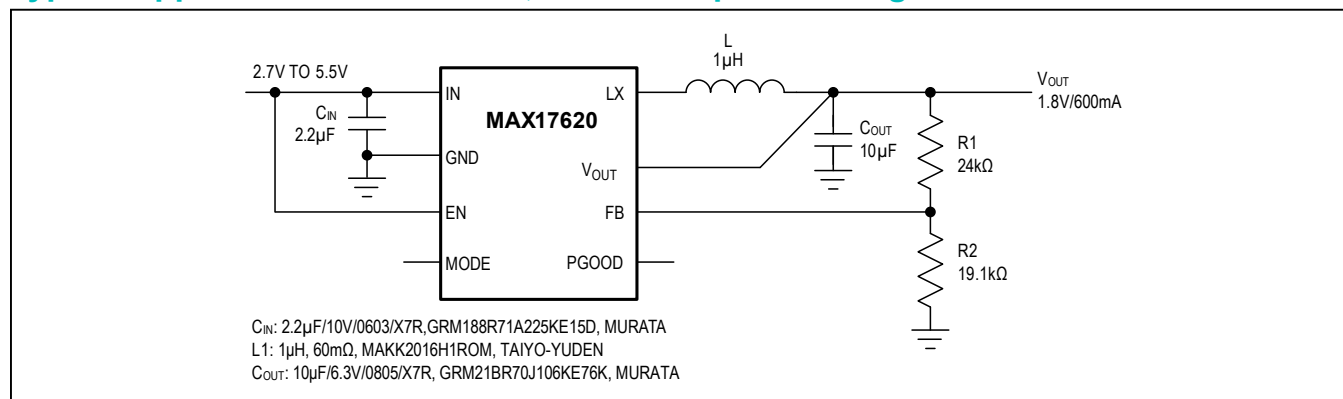 L
1µH
2.7V TO 5.5V
IN
LX
VOUT
1.8V/600mA
CIN
2.2µF
MAX17620
COUT
10µF
R1
24kΩ
GND
VOUT
EN
FB
R2
19.1kΩ
MODE
PGOOD
CIN: 2.2µF/10V/0603/X7R,GRM188R71A225KE15D, MURATA
L1: 1µH, 60mΩ, MAKK2016H1ROM, TAIYO-YUDEN
COUT: 10µF/6.3V/0805/X7R, GRM21BR70J106KE76K, MURATA